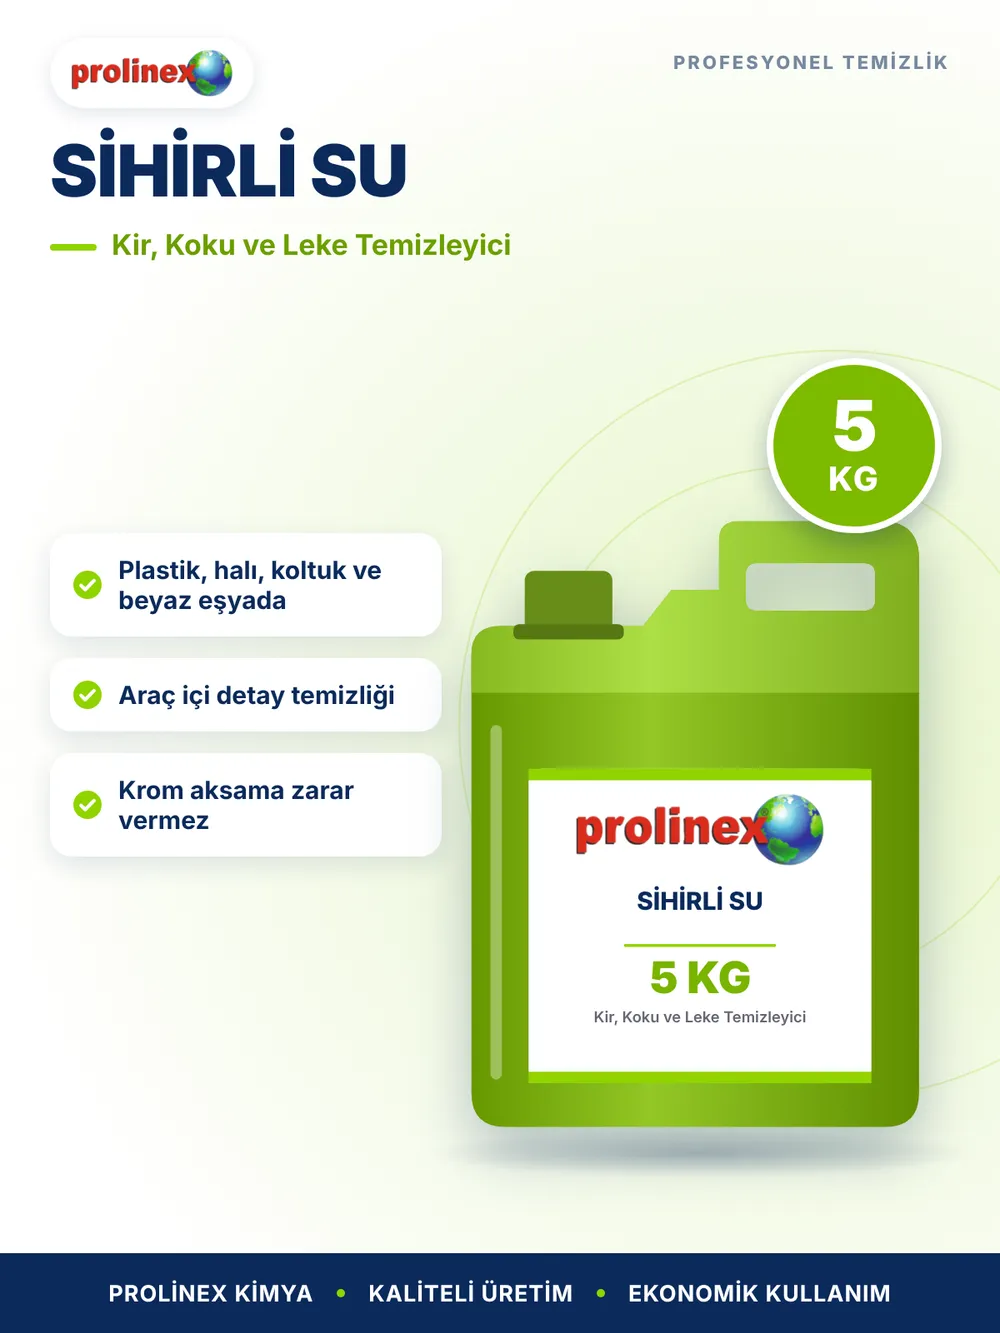 prolinex
PROFESYONEL TEMİZLİK
SİHİRLİ SU
Kir, Koku ve Leke Temizleyici
5
KG
Plastik, halı, koltuk ve
beyaz eşyada
Araç içi detay temizliği
Krom aksama zarar
vermez
prolinex®
SİHİRLİ SU
5 KG
Kir, Koku ve Leke Temizleyici
PROLİNEX KİMYA • KALİTELİ ÜRETİM • EKONOMİK KULLANIM